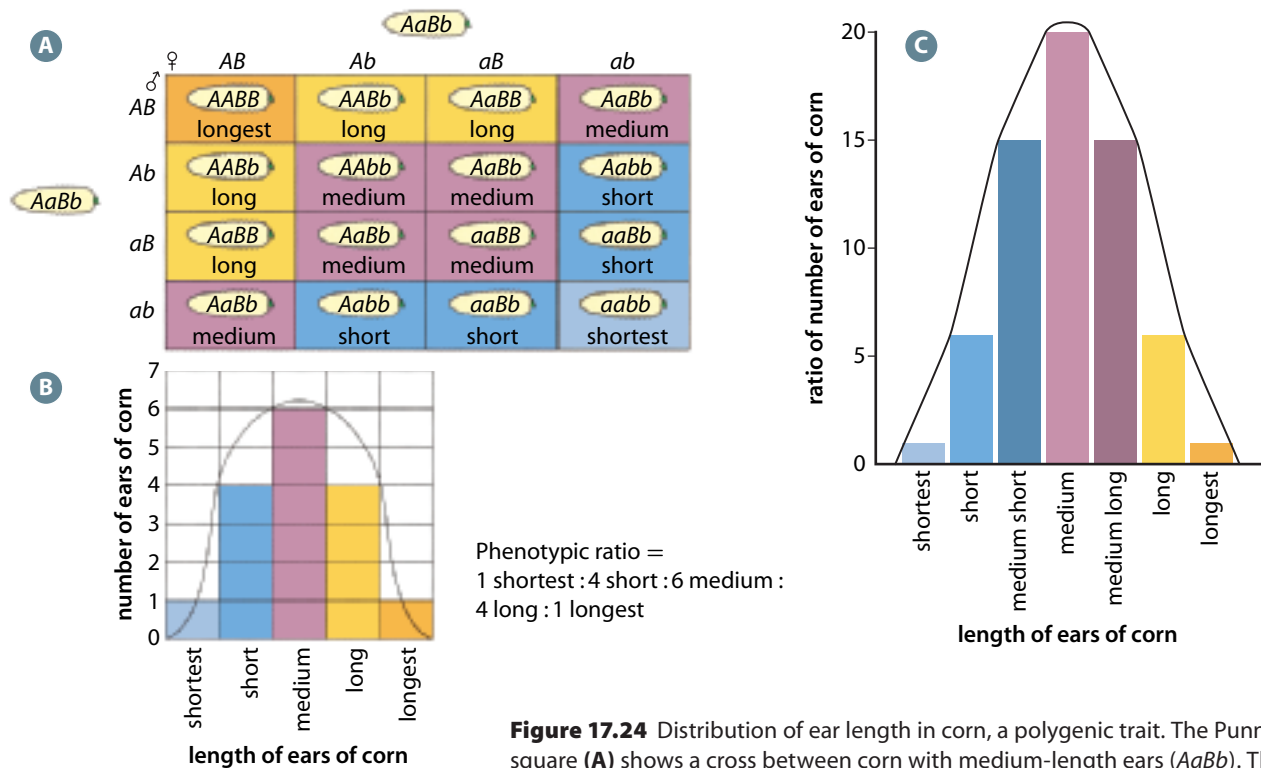 A
AaBb
♀ AB Ab aB ab
♂
AB AABB AABb AaBB AaBb
longest long long medium
Ab AABb AAbb AaBb Aabb
long medium medium short
AaBb
aB AaBB AaBb aaBB aaBb
long medium medium short
ab AaBb Aabb aaBb aabb
medium short short shortest
B
number of ears of corn
7
6
5
4
3
2
1
0
shortest
short
medium
long
longest
length of ears of corn
Phenotypic ratio =
1 shortest : 4 short : 6 medium :
4 long : 1 longest
C
ratio of number of ears of corn
20
15
10
5
0
shortest
short
medium short
medium
medium long
long
longest
length of ears of corn
Figure 17.24 Distribution of ear length in corn, a polygenic trait. The Punn
square (A) shows a cross between corn with medium-length ears (AaBb). Th